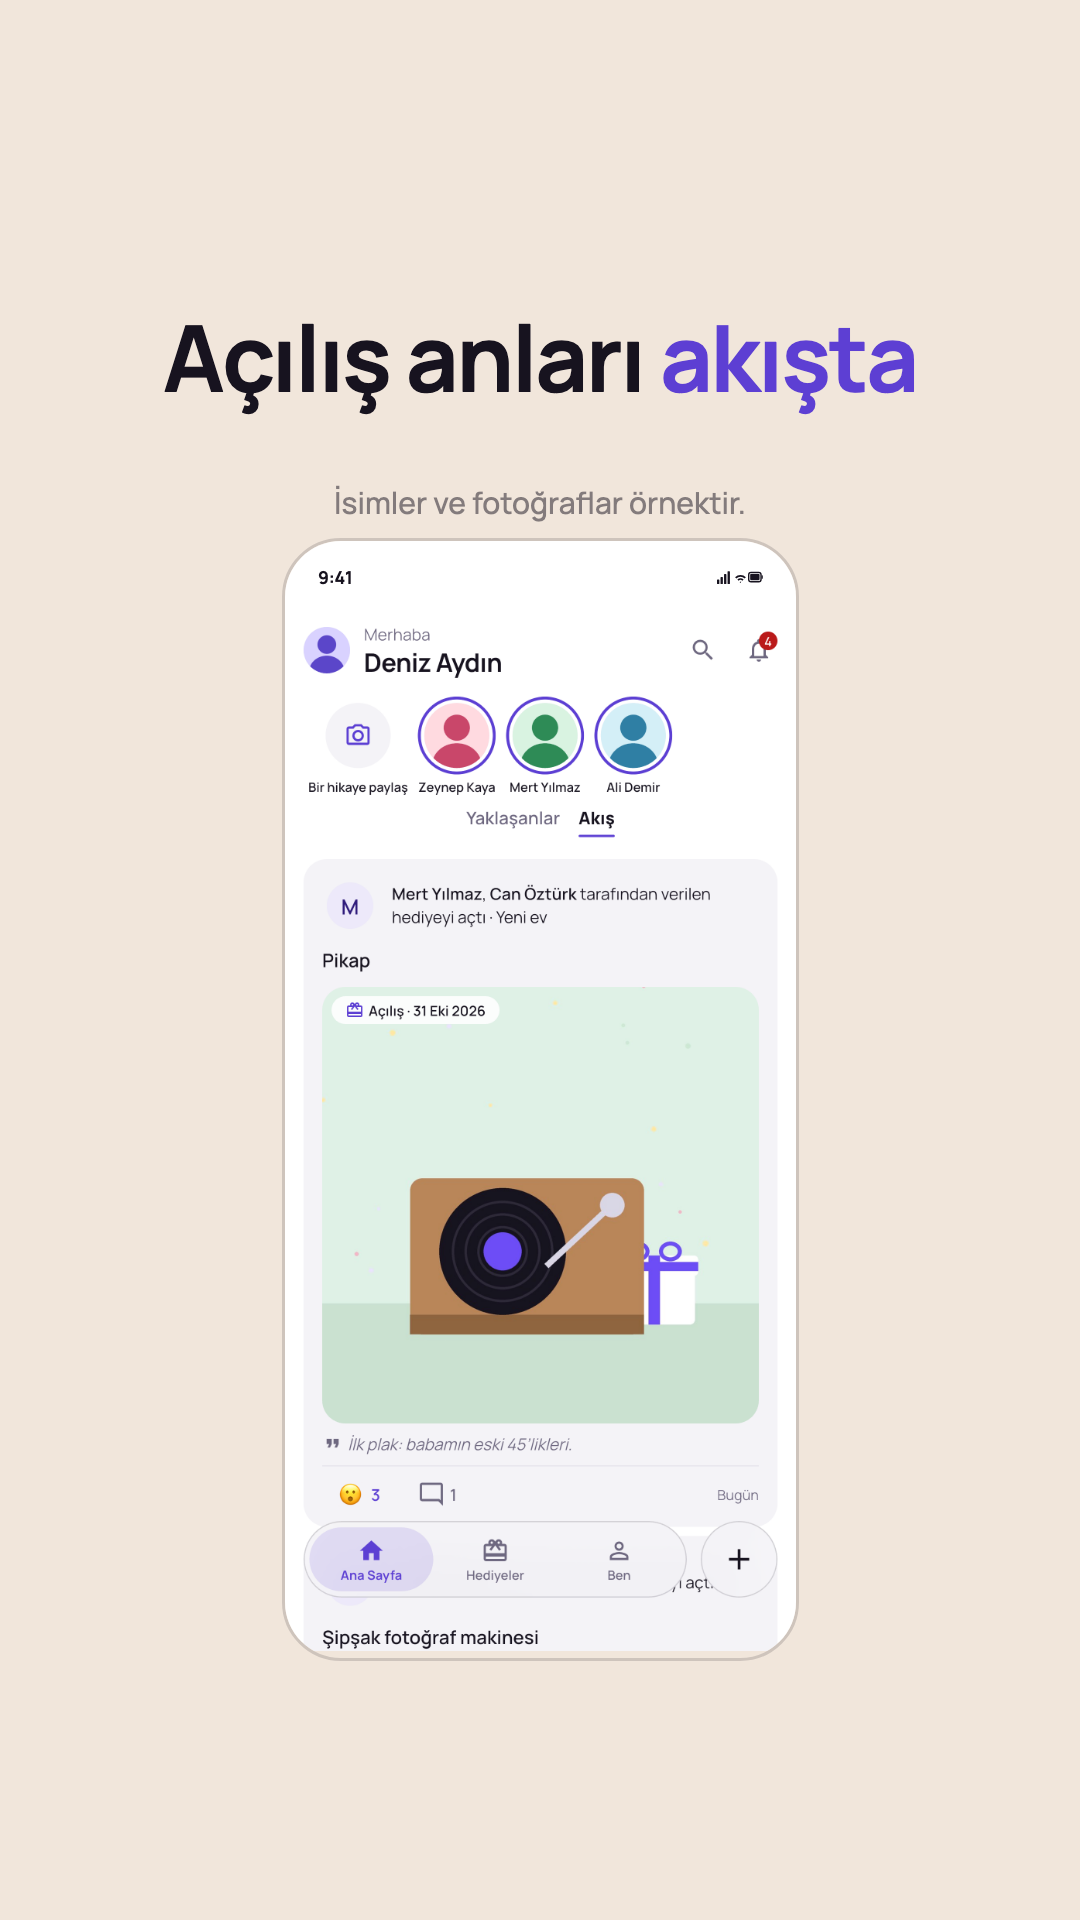 Açılış anları akışta
İsimler ve fotoğraflar örnektir.
9:41
Merhaba
Deniz Aydın
4
Bir hikaye paylaş
Zeynep Kaya
Mert Yılmaz
Ali Demir
Yaklaşanlar
Akış
M
Mert Yılmaz, Can Öztürk tarafından verilen
hediyeyi açtı · Yeni ev
Pikap
Açılış · 31 Eki 2026
İlk plak: babamın eski 45'likleri.
3
1
Bugün
Ana Sayfa
Hediyeler
Ben
açtı
Şipşak fotoğraf makinesi